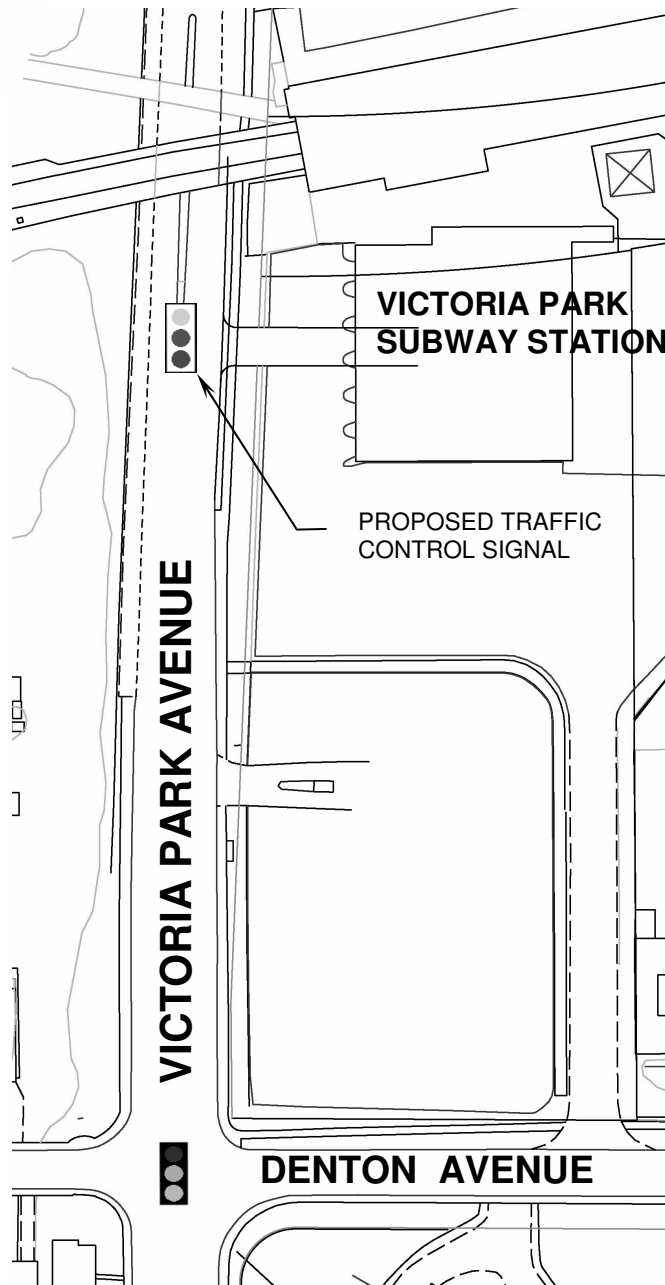 VICTORIA PARK
SUBWAY STATION
PROPOSED TRAFFIC
CONTROL SIGNAL
VICTORIA PARK AVENUE
DENTON AVENUE